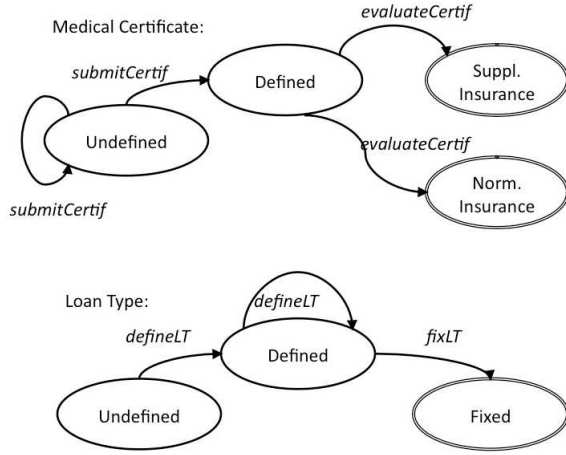 Medical Certificate:
evaluateCertif
submitCertif
Defined
Suppl.
Insurance
Undefined
evaluateCertif
submitCertif
Norm.
Insurance
Loan Type:
defineLT
defineLT
fixLT
Defined
Undefined
Fixed